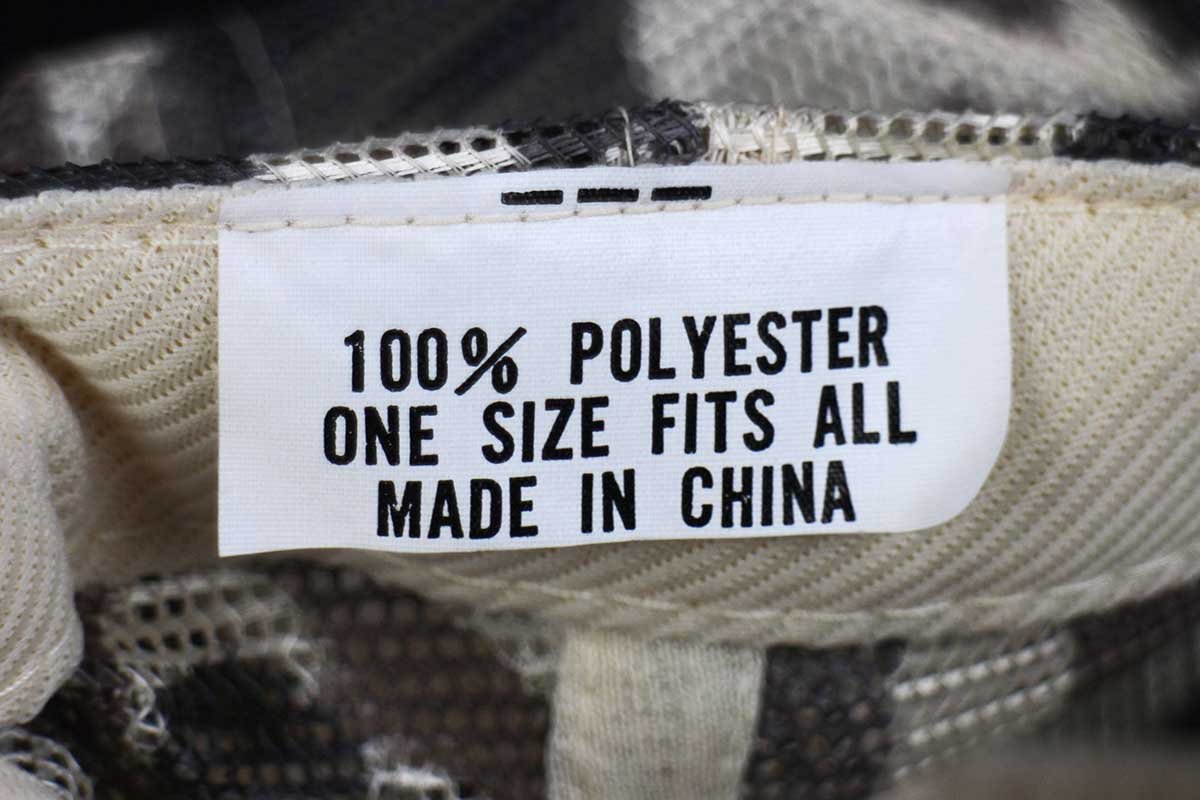 100% POLYESTER
ONE SIZE FITS ALL
MADE IN CHINA